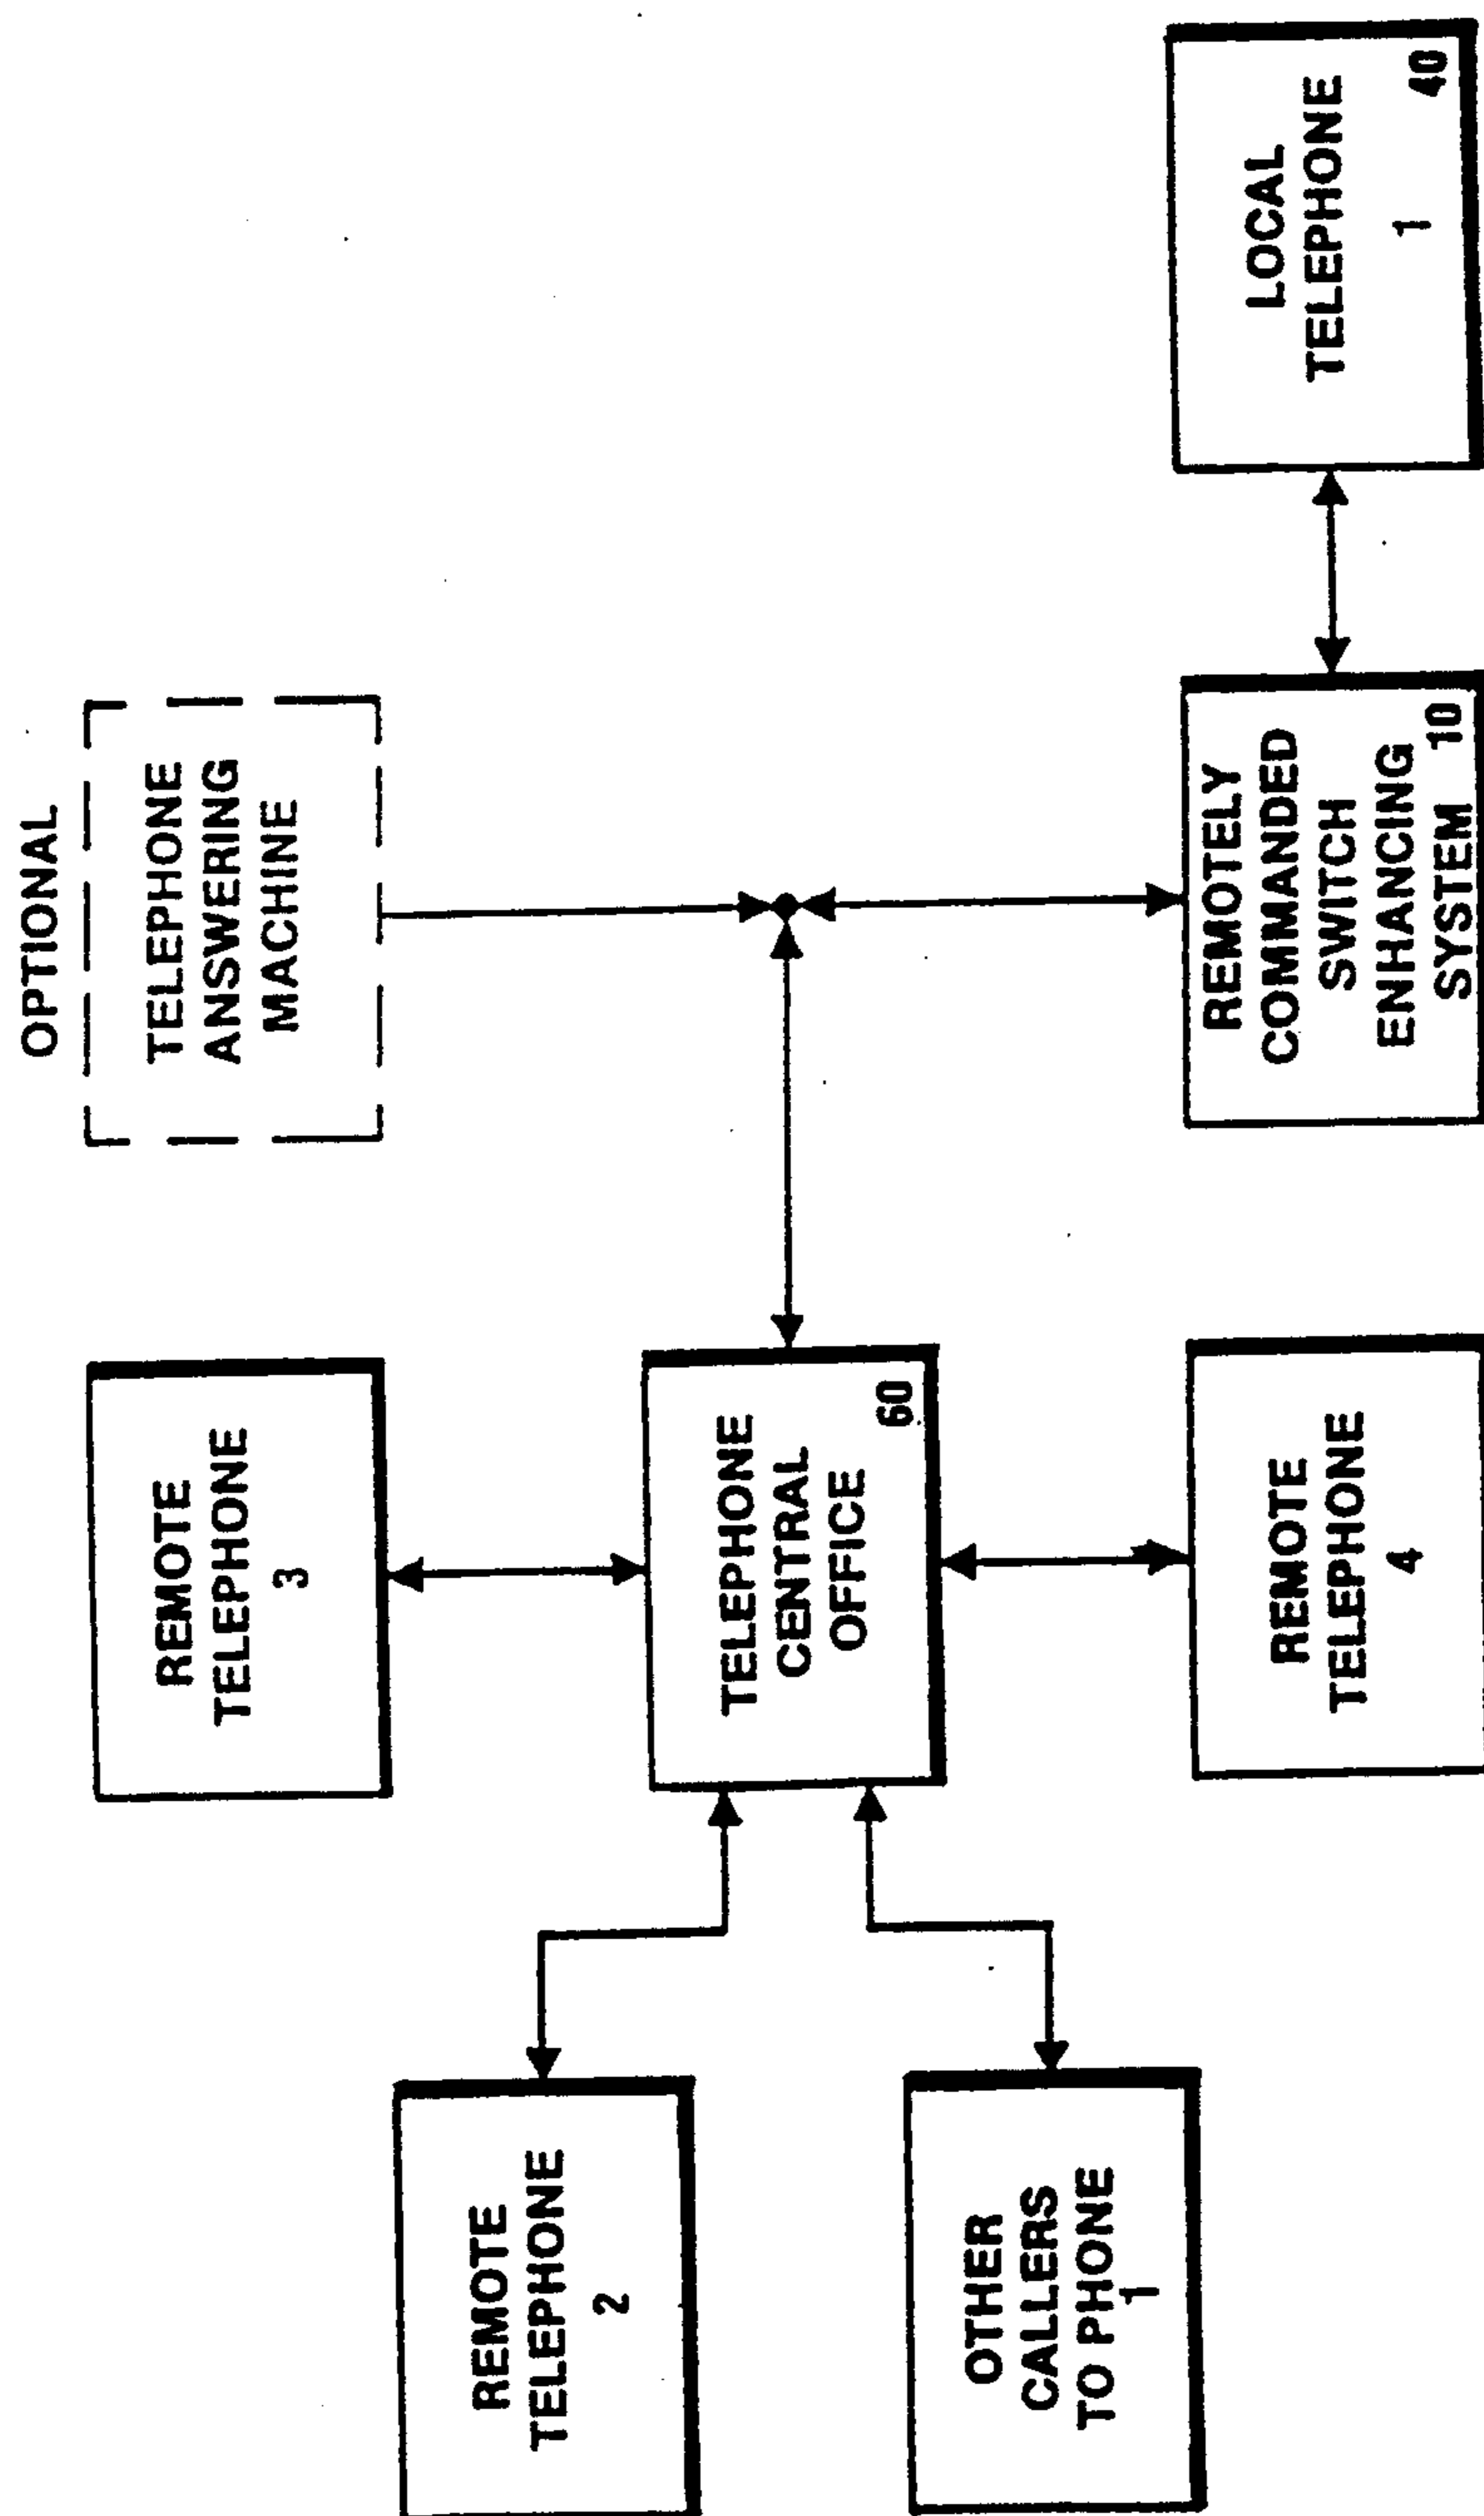 OPTIONAL
TELEPHONE
ANSWERING
MACHINE
REMOTE
TELEPHONE
3
REMOTE
TELEPHONE
2
TELEPHONE
CENTRAL
OFFICE
60
OTHER
CALLERS
TO PHONE
1
REMOTE
TELEPHONE
4
REMOTELY
COMMANDED
SWITCH
ENHANCING
SYSTEM
10
LOCAL
TELEPHONE
1
40